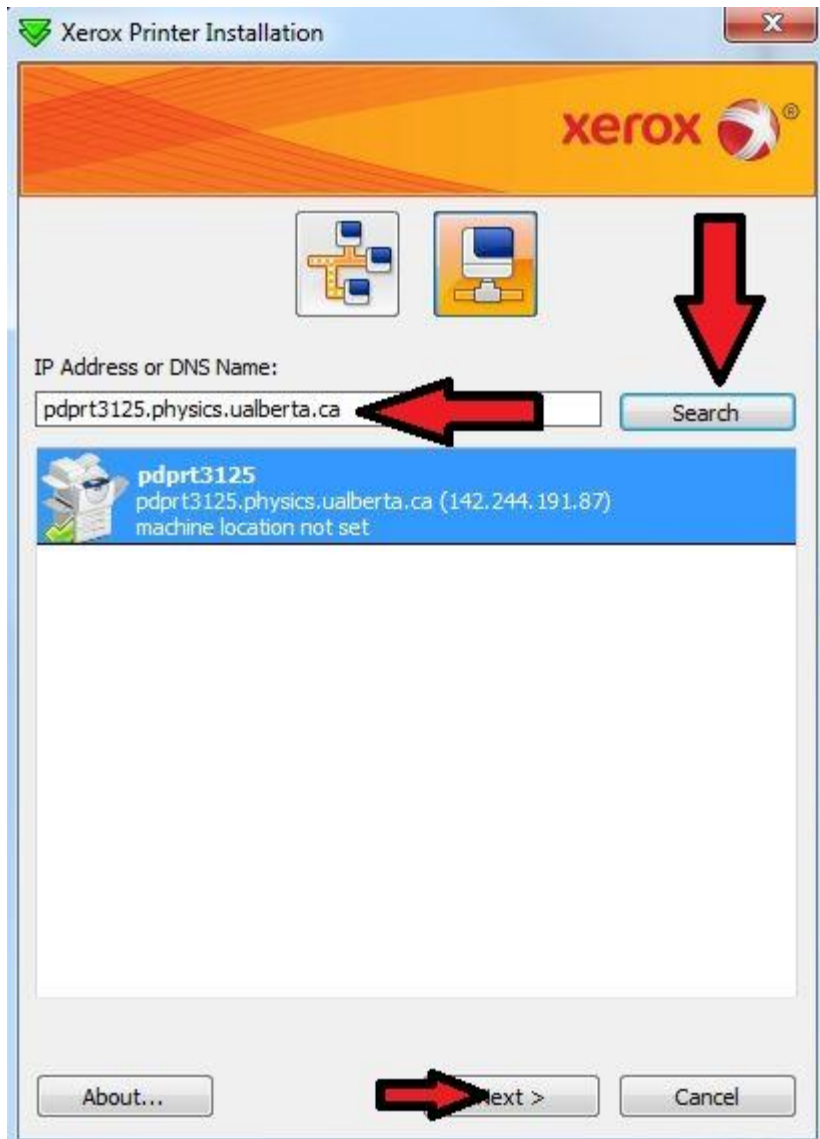 Xerox Printer Installation
xerox ®
IP Address or DNS Name:
pdprt3125.physics.ualberta.ca
Search
pdprt3125
pdprt3125.physics.ualberta.ca (142.244.191.87)
machine location not set
About...
Next >
Cancel